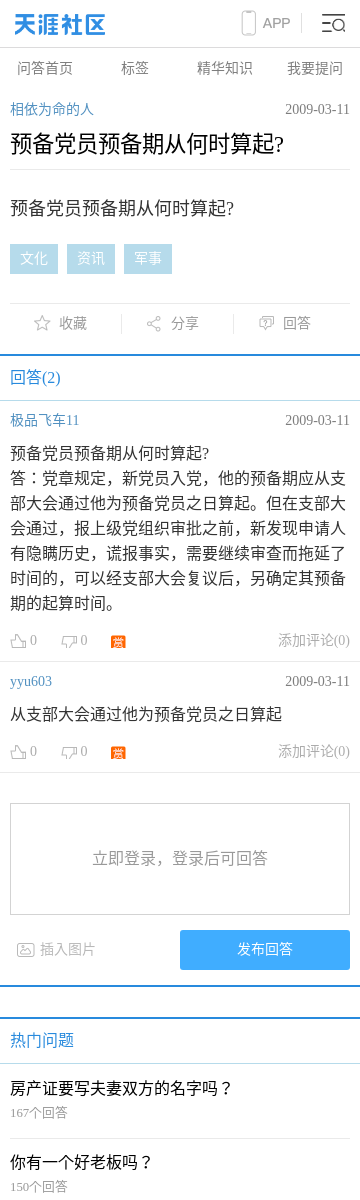 天涯社区
APP
问答首页 标签 精华知识 我要提问
相依为命的人 2009-03-11
预备党员预备期从何时算起?
预备党员预备期从何时算起?
文化 资讯 军事
收藏 分享 回答
回答(2)
极品飞车11 2009-03-11
预备党员预备期从何时算起?
答：党章规定，新党员入党，他的预备期应从支
部大会通过他为预备党员之日算起。但在支部大
会通过，报上级党组织审批之前，新发现申请人
有隐瞒历史，谎报事实，需要继续审查而拖延了
时间的，可以经支部大会复议后，另确定其预备
期的起算时间。
0 0 赏 添加评论(0)
yyu603 2009-03-11
从支部大会通过他为预备党员之日算起
0 0 赏 添加评论(0)
立即登录，登录后可回答
插入图片 发布回答
热门问题
房产证要写夫妻双方的名字吗？
167个回答
你有一个好老板吗？
150个回答